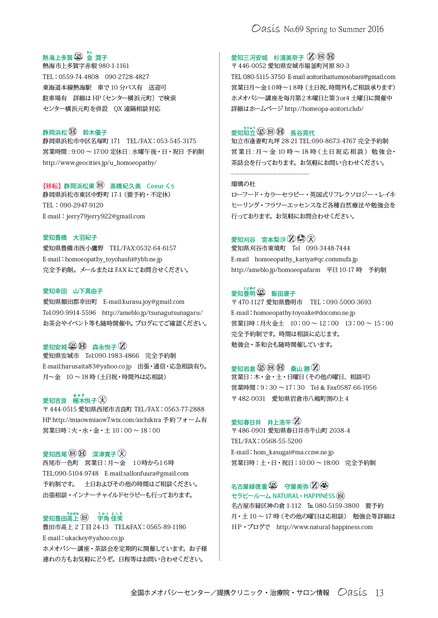 Oasis No.69 Spring to Summer 2016
熱海上多賀 金 潤子
熱海市上多賀字赤根 980-1-1161
TEL：0559-74-4808 090-2728-4827
東海道本線熱海駅 車で 10 分バス有 送迎可
駐車場有 詳細は HP（センター横浜元町）で検索
センター横浜元町を併設 QX 遠隔相談対応
静岡浜松 鈴木優子
静岡県浜松市中区名塚町 171 TEL/FAX：053-545-3175
営業時間：9:00 ～ 17:00 定休日：水曜午後・日・祝日 予約制
http://www.geocities.jp/u_homoeopathy/
【移転】静岡浜松東 高橋紀久美 Coeur くぅ
静岡県浜松市東区中野町 17-1（要予約・不定休）
TEL：090-2947-9120
E-mail：jerry79jerry922@gmail.com
愛知豊橋 大羽紀子
愛知県豊橋市西小鷹野 TEL/FAX:0532-64-6157
E-mail：homoeopathy_toyohashi@ybb.ne.jp
完全予約制。メールまたは FAX にてお問合せください。
愛知幸田 山下真由子
愛知県額田郡幸田町 E-mail:kurasu.joy@gmail.com
Tel:090-9914-5596 http://ameblo.jp/tsunagutsunagaru/
お茶会やイベント等も随時開催中。ブログにてご確認ください。
愛知安城 森永悦子
愛知県安城市 Tel:090-1983-4866 完全予約制
E-mail:harusaita83@yahoo.co.jp 出張・通信・応急相談有り。
月～金 10 ～ 18 時（土日祝・時間外は応相談）
愛知吉良 榊木悦子
〒 444-0515 愛知県西尾市吉良町 TEL/FAX：0563-77-2888
HP:http://miaowmiaow7.wix.com/aichikira 予約フォーム有
営業日時：火・水・金・土 10：00 ～ 18：00
愛知西尾 深津寛子
西尾市一色町 営業日：月～金 １０時から１６時
TEL:090-5104-9748 E-mail:sailorfuura@gmail.com
予約制です。 土日およびその他の時間はご相談ください。
出張相談・インナーチャイルドセラピーも行っております。
愛知豊田高上 宇角佳笑
豊田市高上 2 丁目 24-13 TEL&FAX：0565-89-1186
E-mail：ukackey@yahoo.co.jp
ホメオパシー講座・茶話会を定期的に開催しています。お子様
連れの方もお気軽にどうぞ。日程等はお問い合わせください。
愛知三河安城 杉浦美奈子
〒446-0052 愛知県安城市福釜町河原 80-3
TEL 080-5115-3750 E-mail aoitorihatumosobani@gmail.com
営業日月～金１０時～１８時（土日祝、時間外もご相談承ります）
ホメオパシー講座を毎月第２木曜日と第３or４土曜日に開催中
詳細はホームページ http://homeopa-aoitori.club/
愛知知立 長谷晃代
知立市逢妻町丸坪 28-21 TEL:090-8673-4767 完全予約制
営業日：月～金 10 時～ 18 時（土日祝応相談）勉強会・
茶話会を行っております。お気軽にお問い合わせください。
瑠璃の杜
ローフード・カラーセラピー・英国式リフレクソロジー・レイキ
ヒーリング・フラワーエッセンスなど各種自然療法や勉強会を
行っております。お気軽にお問合わせください。
愛知刈谷 宮本梨沙
愛知県刈谷市東境町 Tel 090-3448-7444
E-mail homoeopathy_kariya@qc.commufa.jp
http://ameblo.jp/homoeopafarm 平日 10-17 時 予約制
愛知豊明 飯田康子
〒 470-1127 愛知県豊明市 TEL：090-5000-3693
E-mail：homoeopathy.toyoake@docomo.ne.jp
営業日時：月火金土 10：00 ～ 12：00 13：00 ～ 15：00
完全予約制です。時間は相談に応じます。
勉強会・茶和会も随時開催しています。
愛知岩倉 桑山勝
営業日：木・金・土・日曜日（その他の曜日、相談可）
営業時間：9：30 ～ 17：30 Tel & Fax0587-66-1956
〒 482-0031 愛知県岩倉市八剱町渕の上 4
愛知春日井 井上浩平
〒486-0901 愛知県春日井市牛山町 2038-4
TEL/FAX：0568-55-5200
E-mail：hom_kasugai@ma.ccnw.ne.jp
営業日時：土・日・祝日：10:00 ～ 18:00 完全予約制
名古屋緑徳重 守屋美弥
セラピールーム NATURAL・HAPPINESS
名古屋市緑区神の倉 1-112 ℡ 080-5159-3800 要予約
月・土 10 ～ 17 時（その他の曜日は応相談） 勉強会等詳細は
ＨＰ・ブログで http://www.natural-happiness.com
全国ホメオパシーセンター／提携クリニック・治療院・サロン情報 Oasis 13